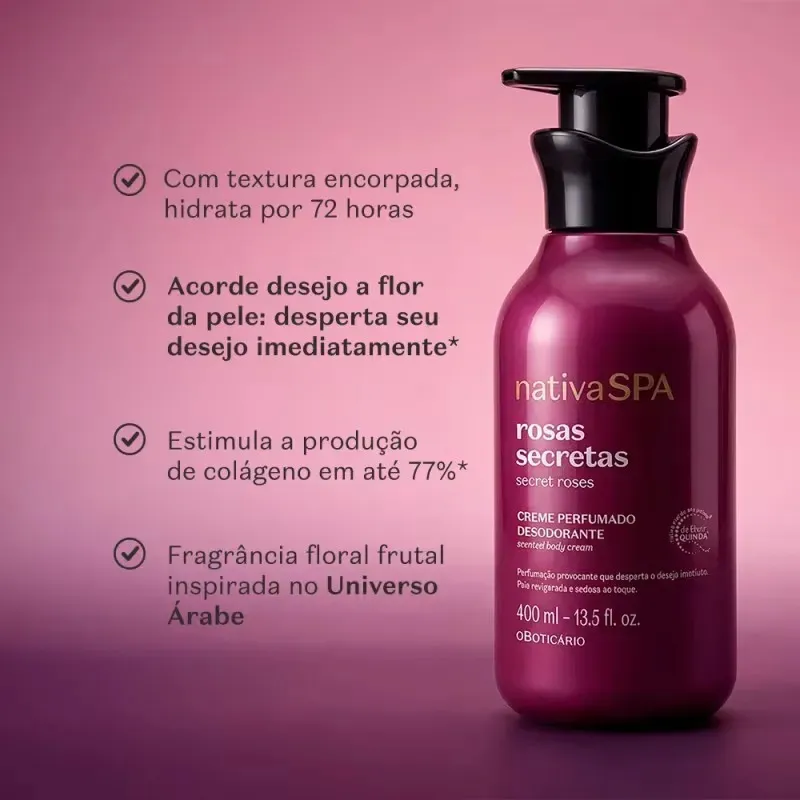 Com textura encorpada,
hidrata por 72 horas
Acorde desejo a flor
da pele: desperta seu
desejo imediatamente*
Estimula a produção
de colágeno em até 77%*
Fragrância floral frutal
inspirada no Universo
Árabe
nativaSPA
rosas
secretas
secret roses
CREME PERFUMADO
DESODORANTE
scented body cream
de Elixir
QUINDA
Perfumação provocante que desperta o desejo imediato.
Pele revigorada e sedosa ao toque.
400 ml – 13.5 fl. oz.
OBOTICÁRIO